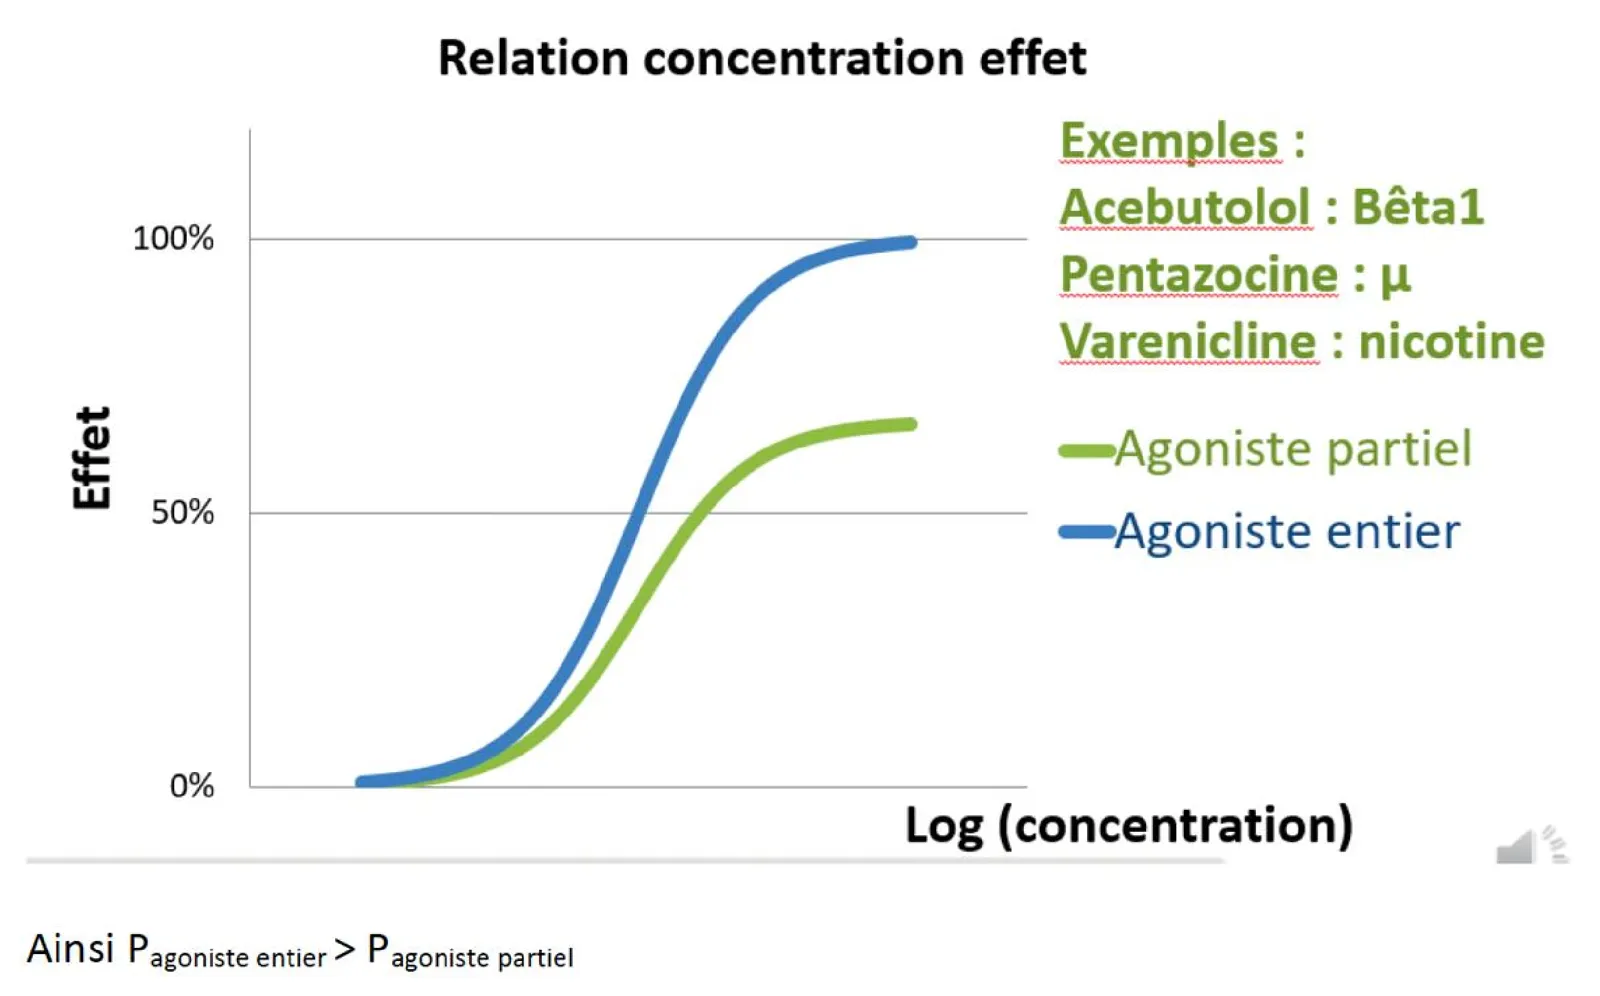 Relation concentration effet
Exemples :
Acebutolol : Bêta1
Pentazocine : µ
Varenicline : nicotine
Agoniste partiel
Agoniste entier
100%
50%
0%
Effet
Log (concentration)
Ainsi Pagoniste entier > Pagoniste partiel